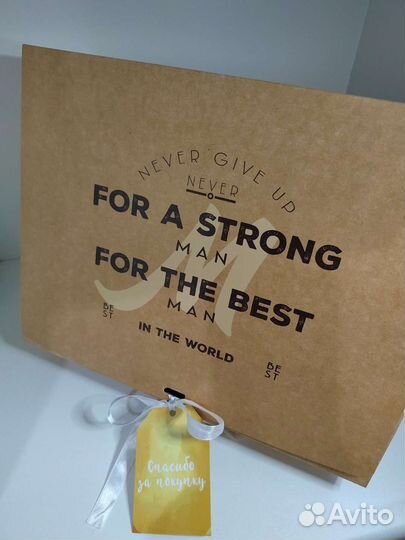 NEVER GIVE UP
NEVER
FOR A STRONG
MAN
FOR THE BEST
MAN
IN THE WORLD
BE
ST
BE
ST
M
Спасибо
за покупку
Avito